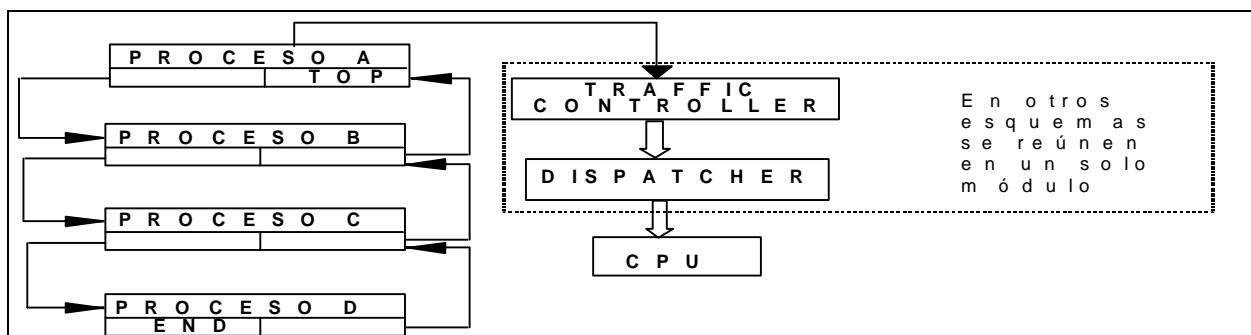 PROCESO A
TOP
PROCESO B
PROCESO C
PROCESO D
END
TRAFFIC
CONTROLLER
DISPATCHER
CPU
En otros
esquemas
se reúnen
en un solo
módulo